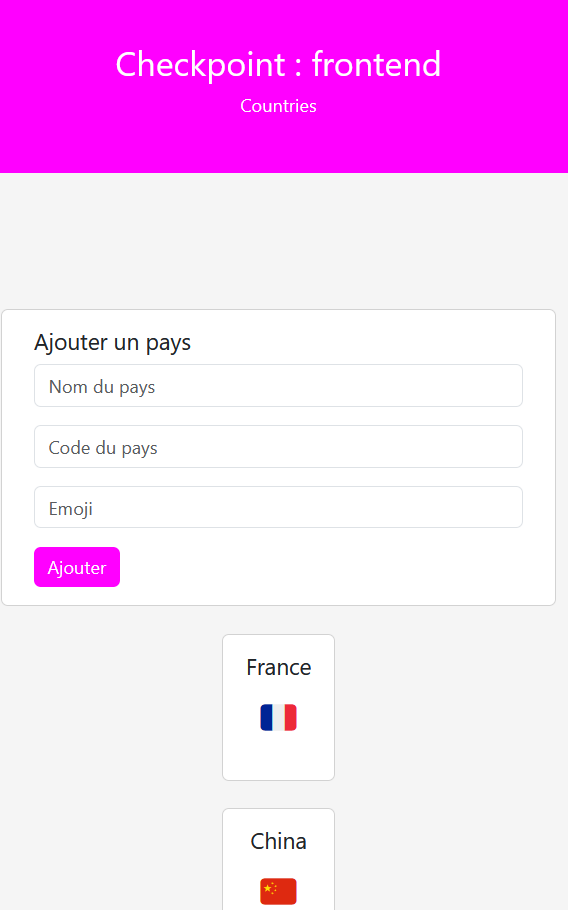 Checkpoint : frontend
Countries
Ajouter un pays
Nom du pays
Code du pays
Emoji
Ajouter
France
China